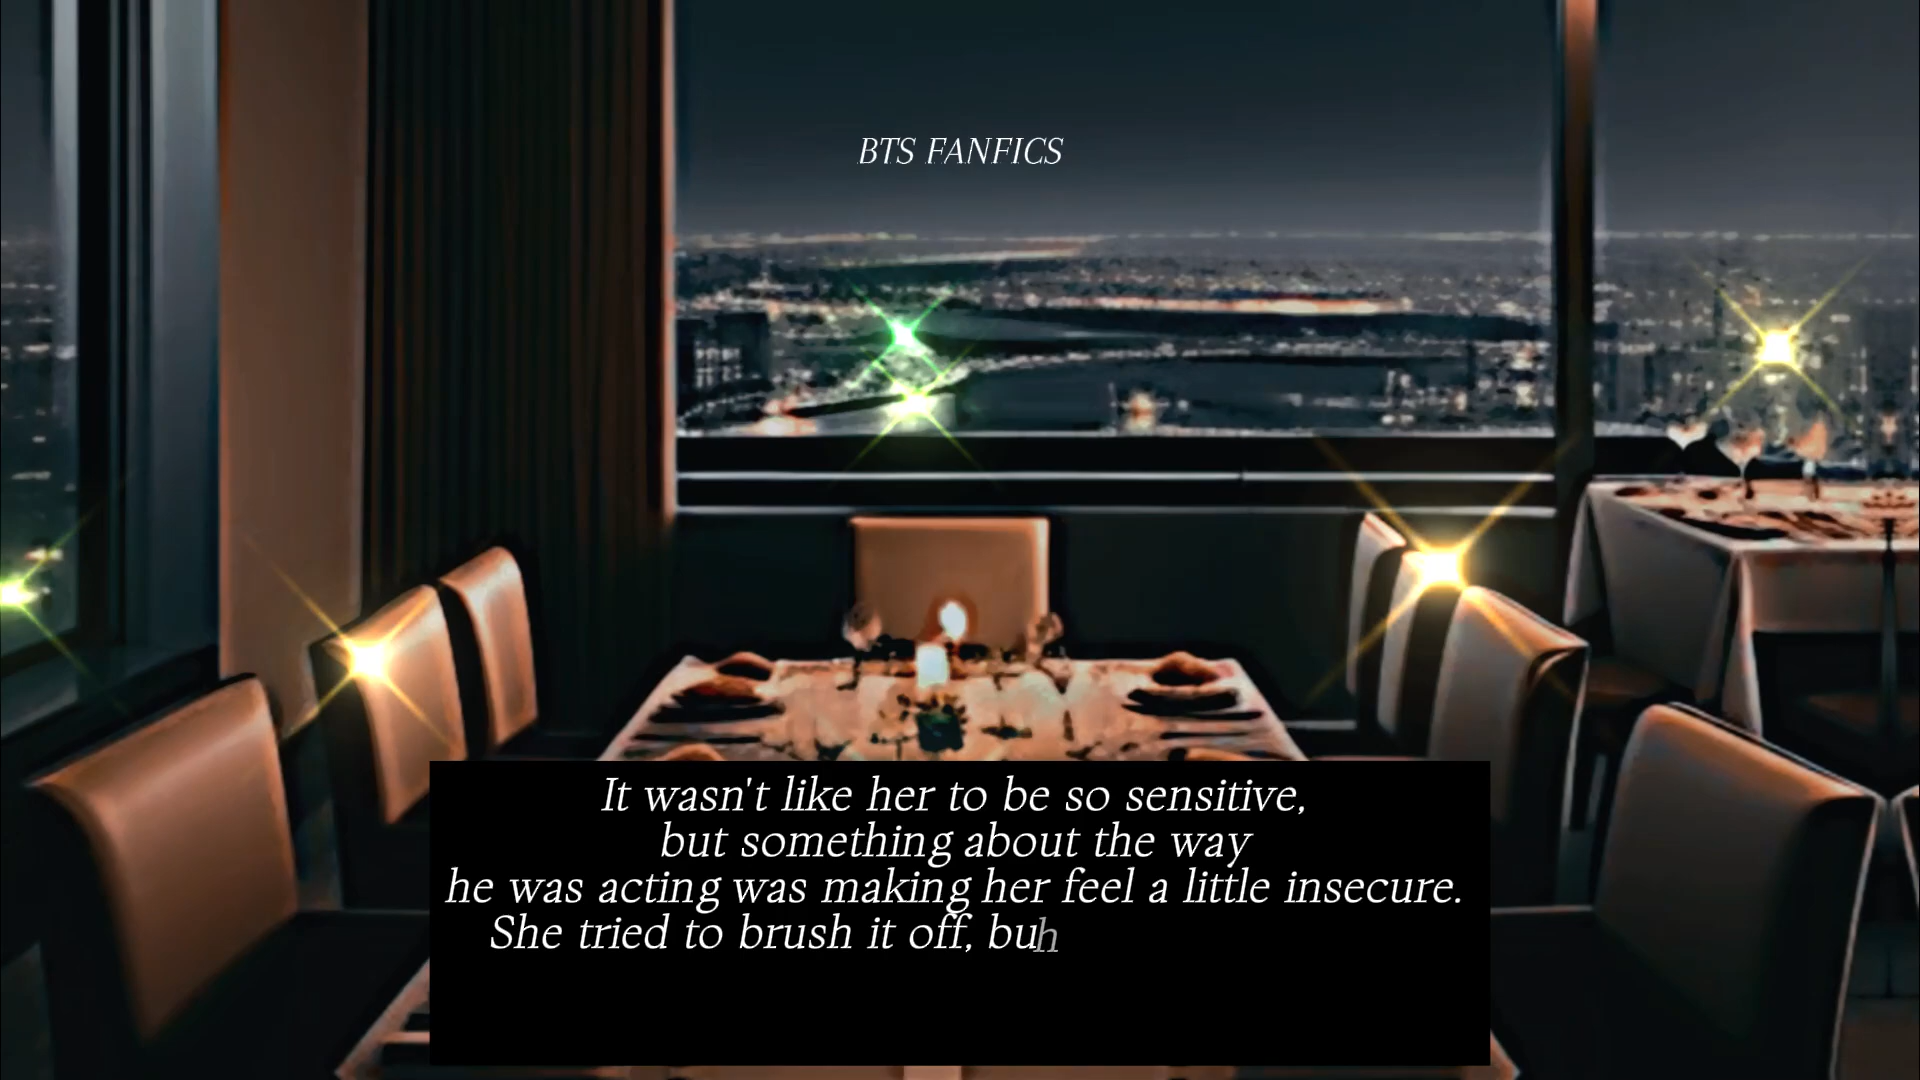 BTS FANFICS
It wasn't like her to be so sensitive,
but something about the way
he was acting was making her feel a little insecure.
She tried to brush it off, buh